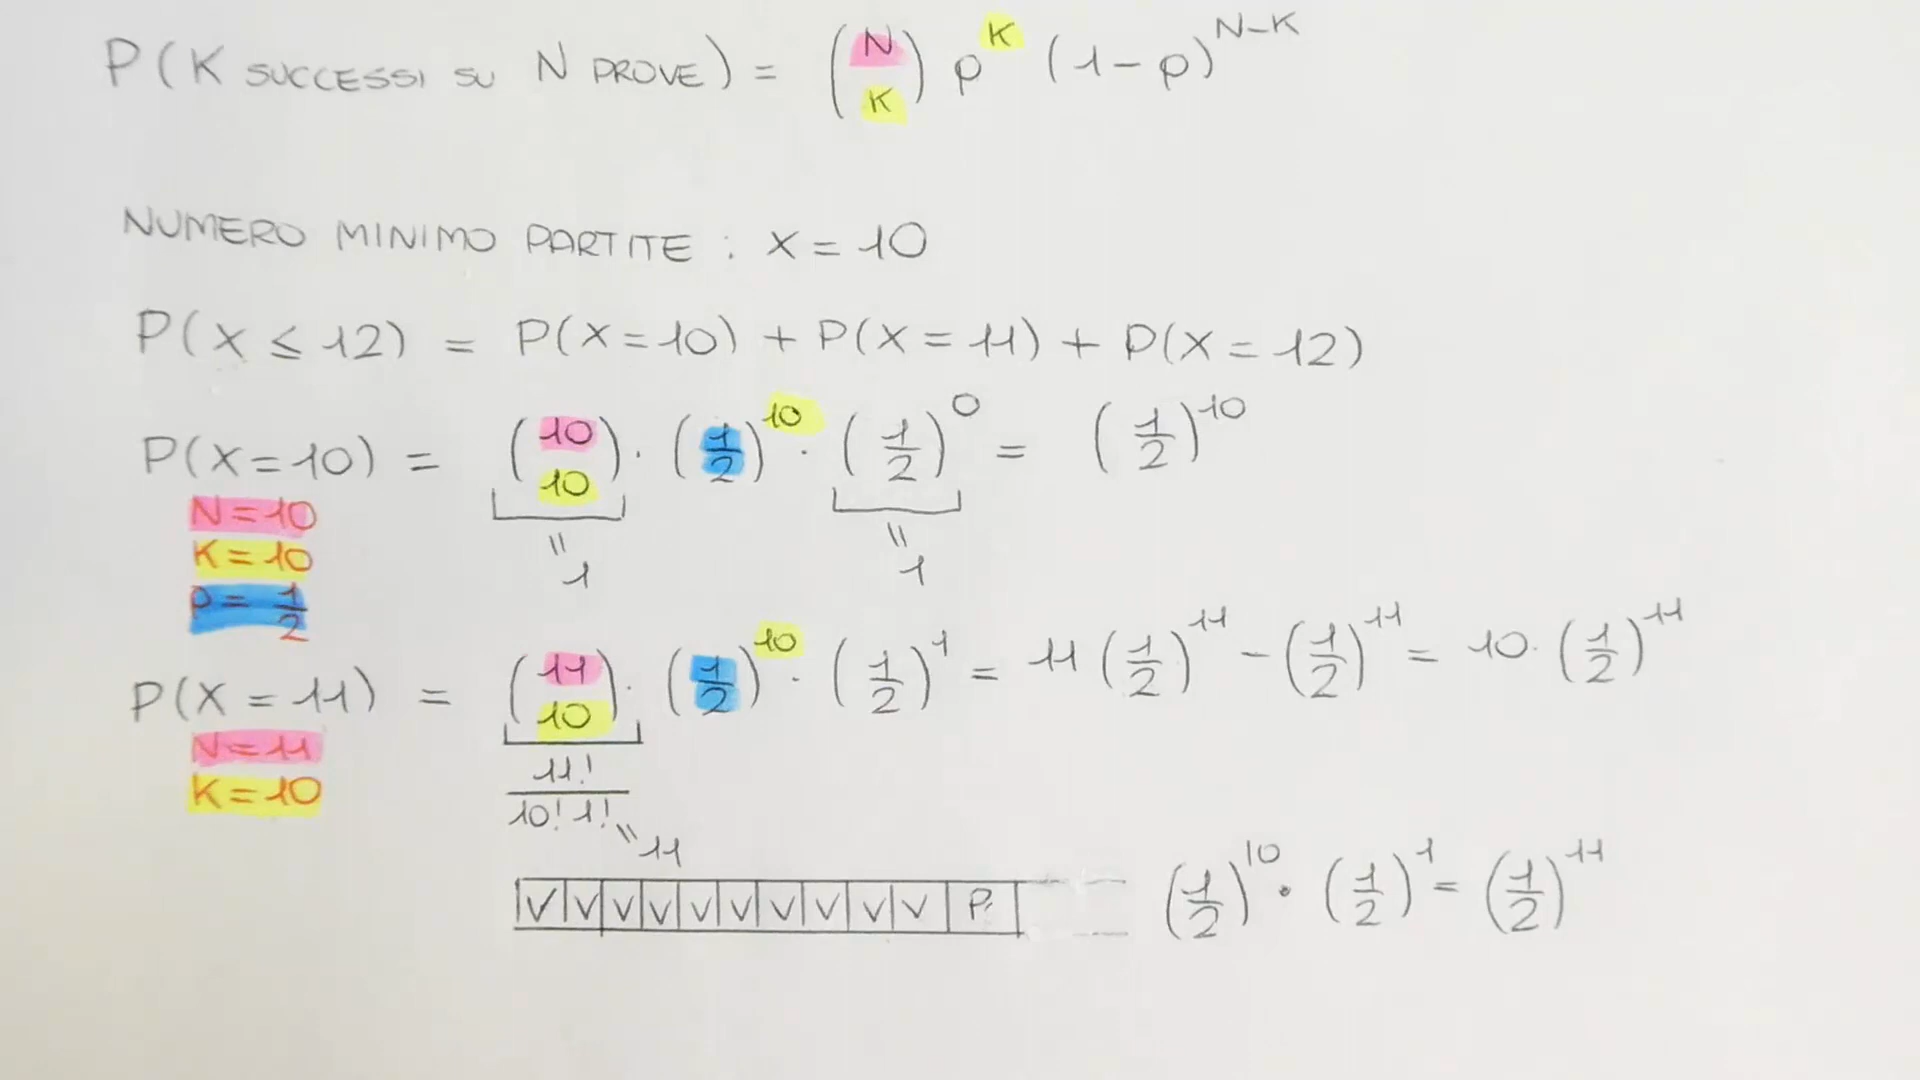 P(K SUCCESSI SU N PROVE) = (N K) p^K (1-p)^N-K
NUMERO MINIMO PARTITE : X = 10
P(X ≤ 12) = P(X=10) + P(X=11) + P(X=12)
P(X=10) = (10 10) · (1/2)^10 · (1/2)^0 = (1/2)^10
N=10
K=10
P=1/2
" 1 " 1
P(X=11) = (11 10) · (1/2)^10 · (1/2)^1 = 11 (1/2)^11 - (1/2)^11 = 10 · (1/2)^11
N=11
K=10
11!/10! 1! " 11
V V V V V V V V V V P. (1/2)^10 · (1/2)^1 = (1/2)^11